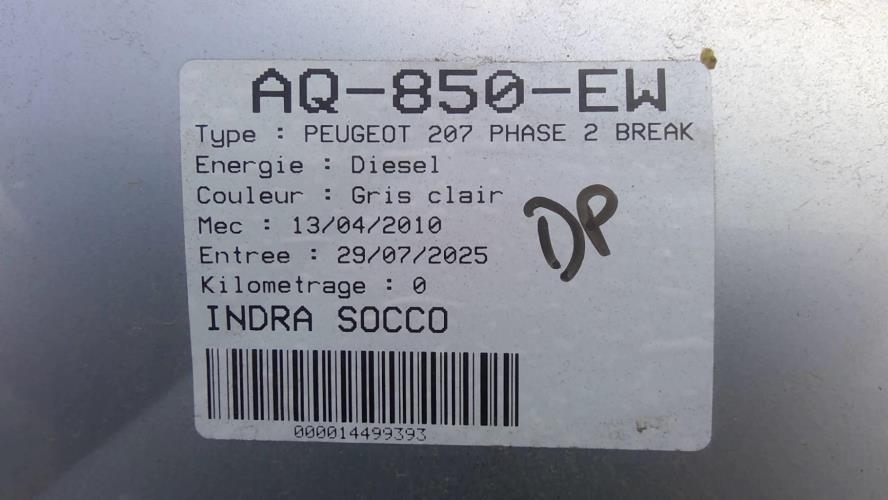 AQ-850-EW
Type : PEUGEOT 207 PHASE 2 BREAK
Energie : Diesel
Couleur : Gris clair
Mec : 13/04/2010
Entree : 29/07/2025
Kilometrage : 0
DP
INDRA SOCCO
000014499393